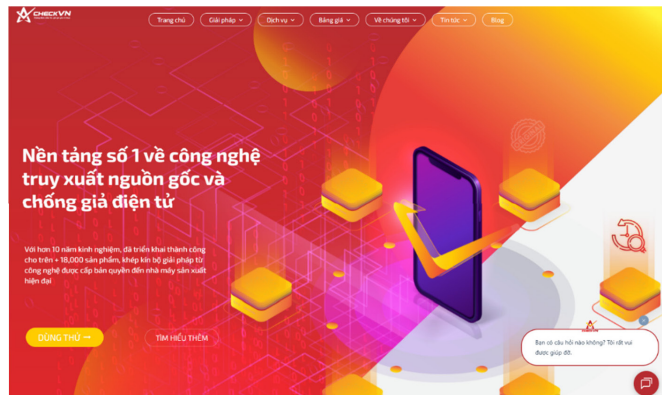 CHECKVN
Trang chủ
Giải pháp
Dịch vụ
Bảng giá
Về chúng tôi
Tin tức
Blog
Nền tảng số 1 về công nghệ
truy xuất nguồn gốc và
chống giả điện tử
Với hơn 10 năm kinh nghiệm, đã triển khai thành công
cho trên + 18,000 sản phẩm, khép kín bộ giải pháp từ
công nghệ được cấp bản quyền đến nhà máy sản xuất
hiện đại
DÙNG THỬ →
TÌM HIỂU THÊM
Bạn có câu hỏi nào không? Tôi rất vui
được giúp đỡ.